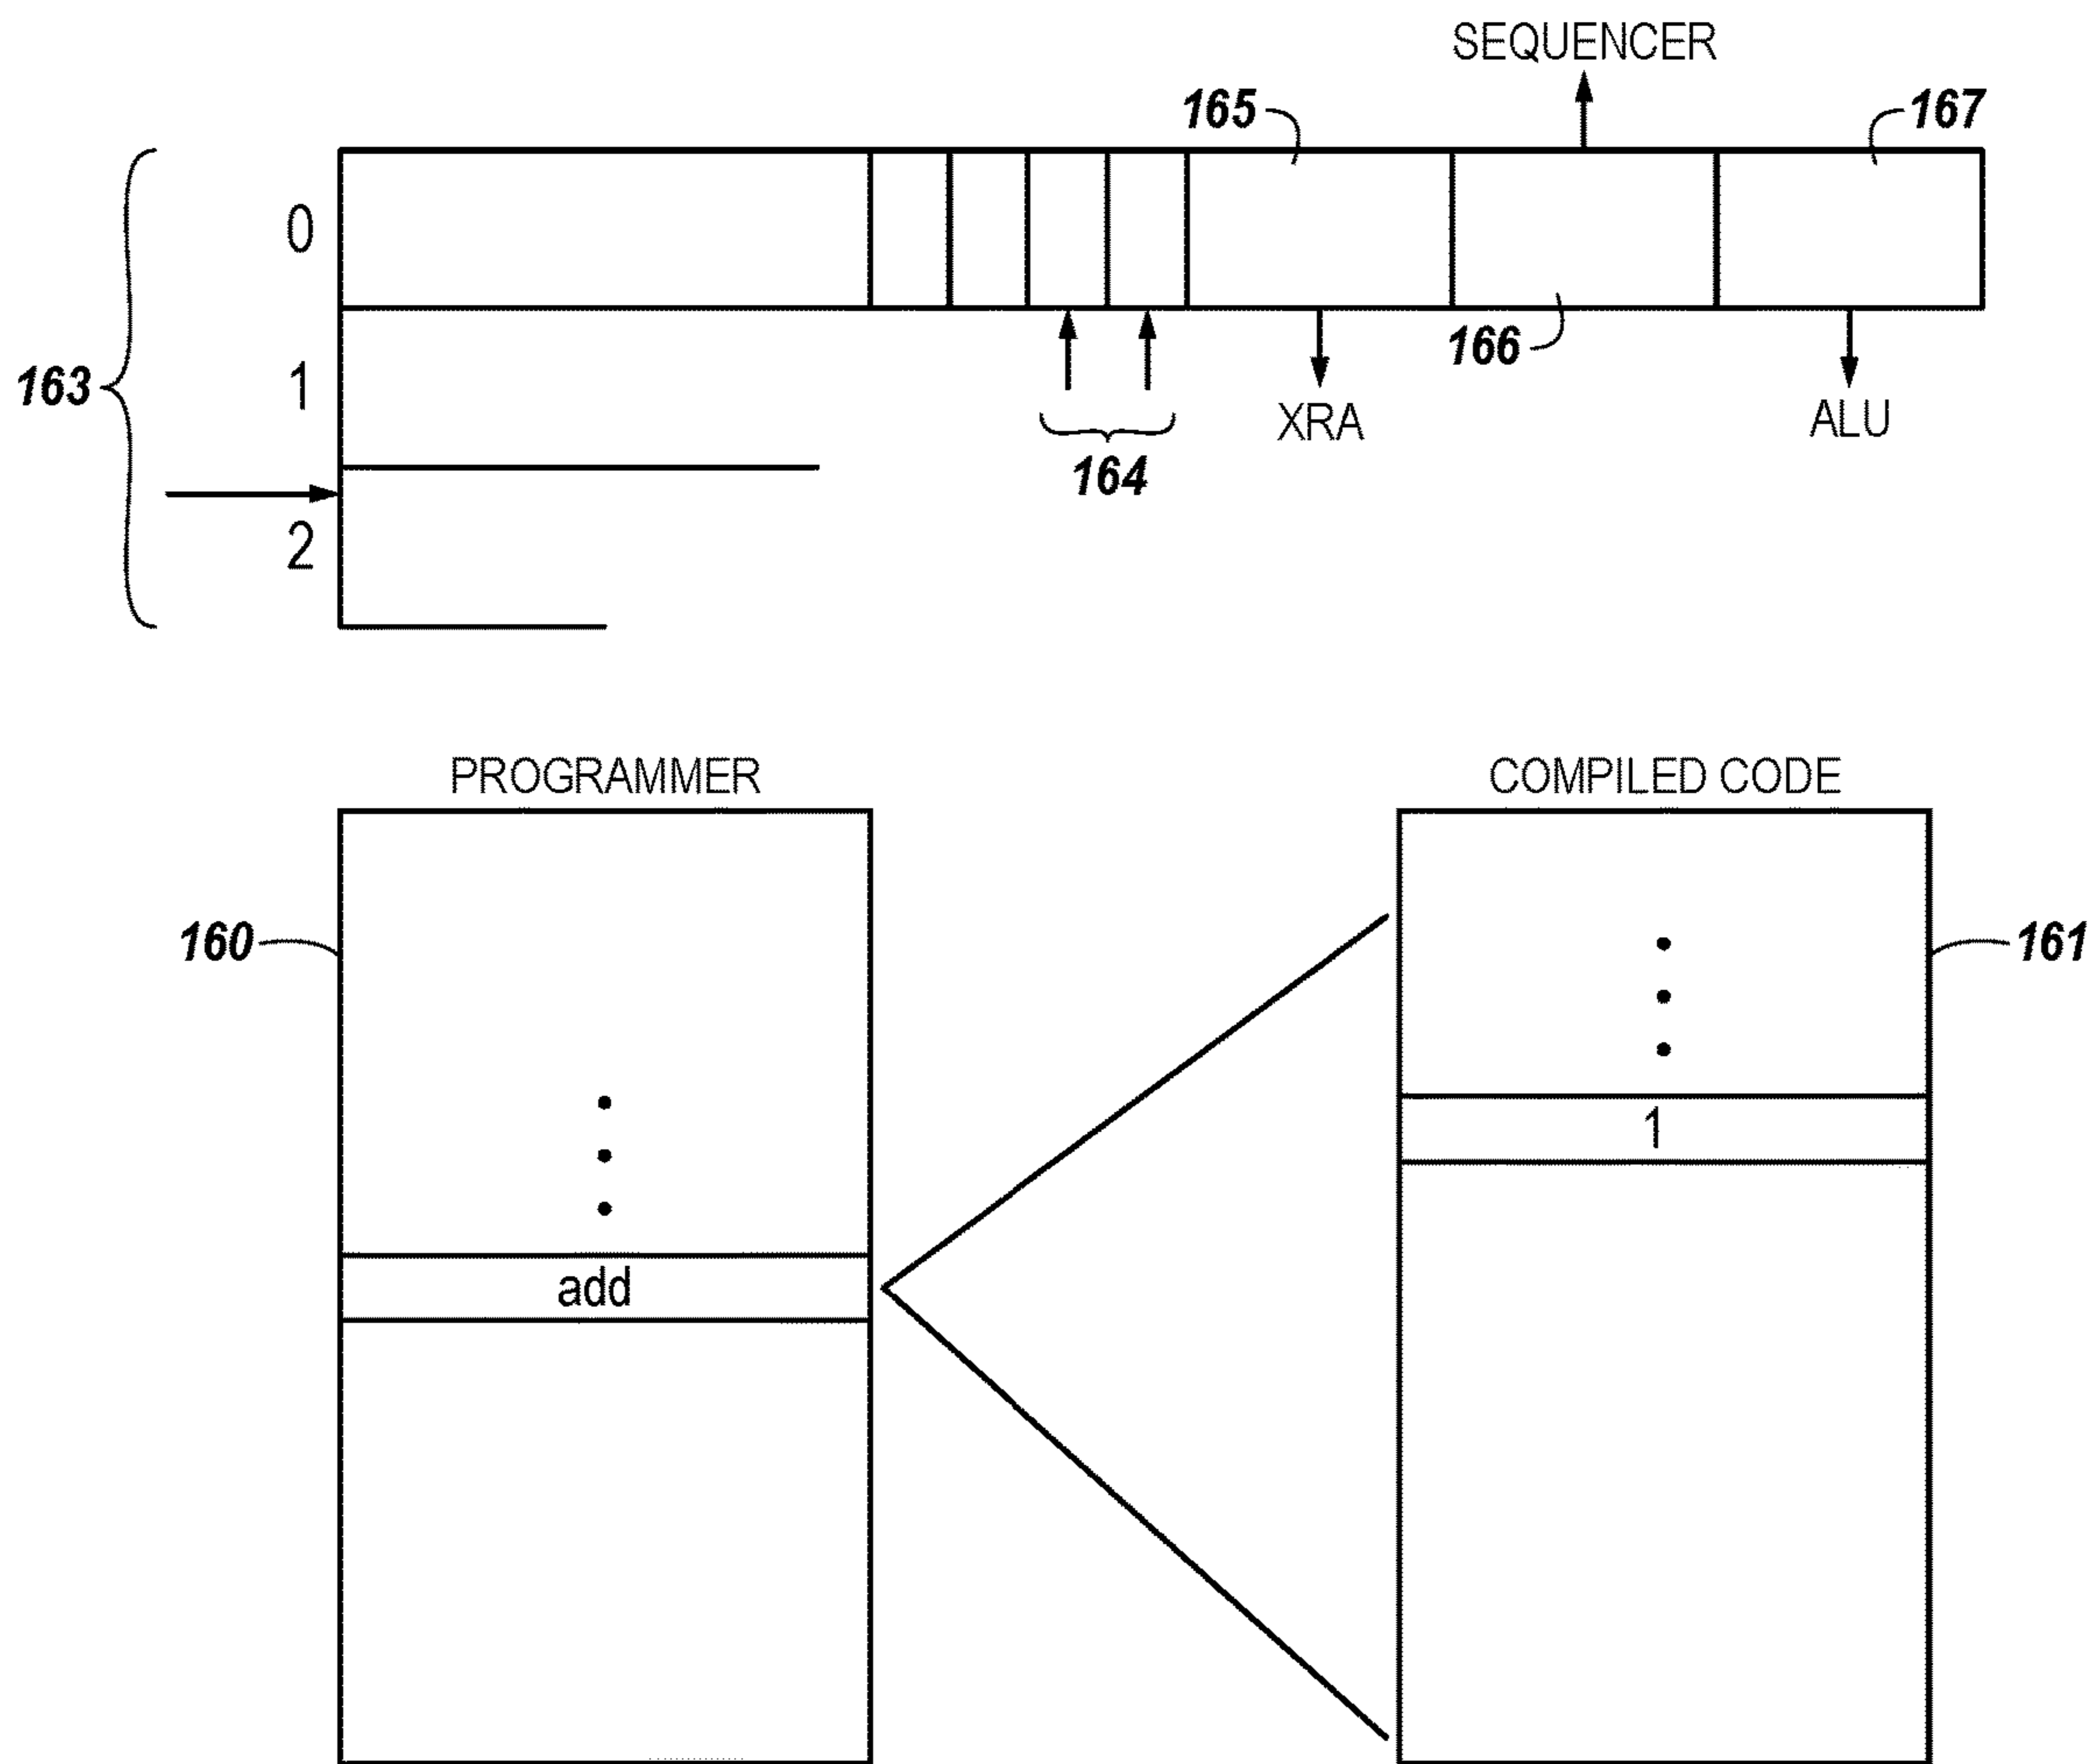 SEQUENCER
165
167
0
163
1
166
XRA
ALU
164
2
PROGRAMMER
COMPILED CODE
160
161
1
add